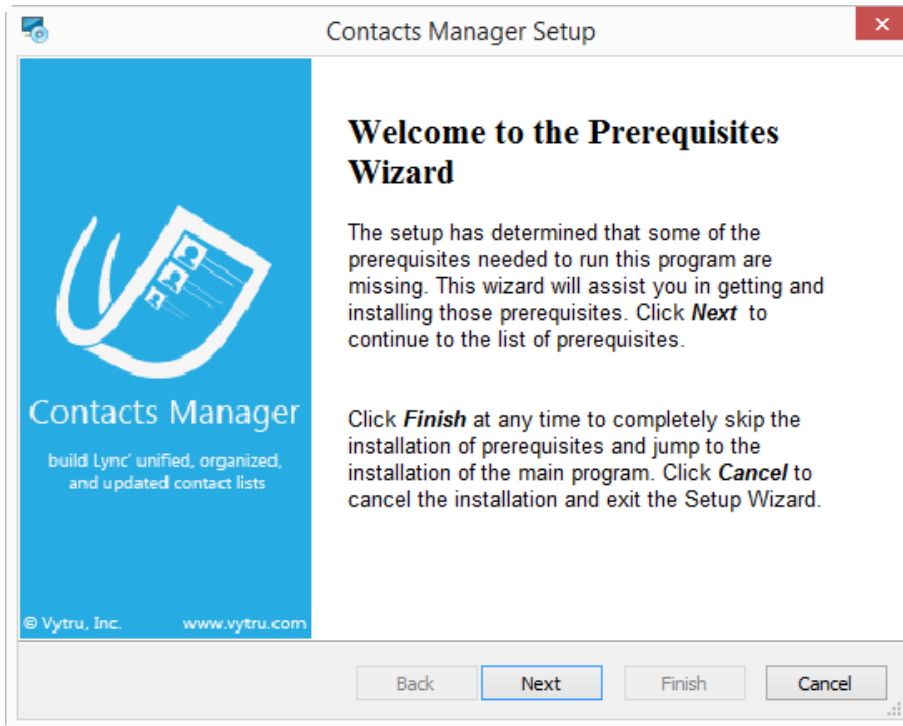 Contacts Manager Setup
Welcome to the Prerequisites
Wizard
The setup has determined that some of the
prerequisites needed to run this program are
missing. This wizard will assist you in getting and
installing those prerequisites. Click Next to
continue to the list of prerequisites.
Click Finish at any time to completely skip the
installation of prerequisites and jump to the
installation of the main program. Click Cancel to
cancel the installation and exit the Setup Wizard.
Contacts Manager
build Lync' unified, organized,
and updated contact lists
© Vytru, Inc. www.vytru.com
Back Next Finish Cancel